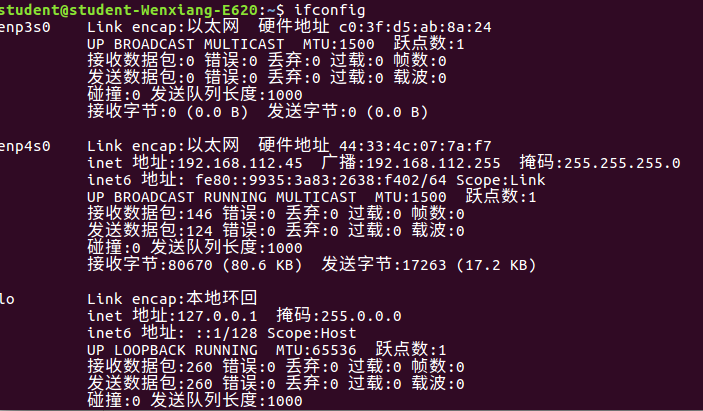 student@student-Wenxiang-E620:~$ ifconfig
enp3s0    Link encap:以太网  硬件地址 c0:3f:d5:ab:8a:24
UP BROADCAST MULTICAST  MTU:1500  跃点数:1
接收数据包:0 错误:0 丢弃:0 过载:0 帧数:0
发送数据包:0 错误:0 丢弃:0 过载:0 载波:0
碰撞:0 发送队列长度:1000
接收字节:0 (0.0 B)  发送字节:0 (0.0 B)
enp4s0    Link encap:以太网  硬件地址 44:33:4c:07:7a:f7
inet 地址:192.168.112.45  广播:192.168.112.255  掩码:255.255.255.0
inet6 地址: fe80::9935:3a83:2638:f402/64 Scope:Link
UP BROADCAST RUNNING MULTICAST  MTU:1500  跃点数:1
接收数据包:146 错误:0 丢弃:0 过载:0 帧数:0
发送数据包:124 错误:0 丢弃:0 过载:0 载波:0
碰撞:0 发送队列长度:1000
接收字节:80670 (80.6 KB)  发送字节:17263 (17.2 KB)
lo        Link encap:本地环回
inet 地址:127.0.0.1  掩码:255.0.0.0
inet6 地址: ::1/128 Scope:Host
UP LOOPBACK RUNNING  MTU:65536  跃点数:1
接收数据包:260 错误:0 丢弃:0 过载:0 帧数:0
发送数据包:260 错误:0 丢弃:0 过载:0 载波:0
碰撞:0 发送队列长度:1000